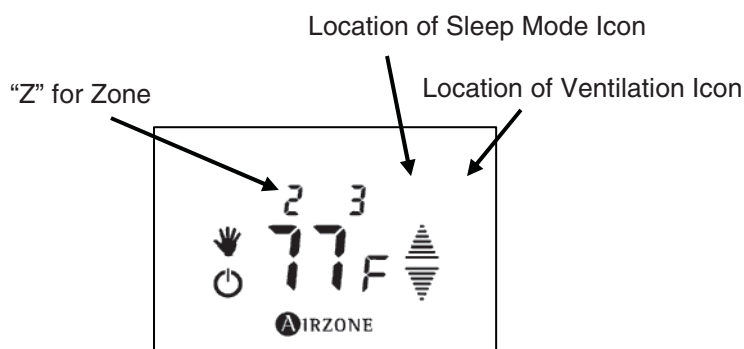 Location of Sleep Mode Icon
Location of Ventilation Icon
“Z” for Zone
2 3
77F
AIRZONE